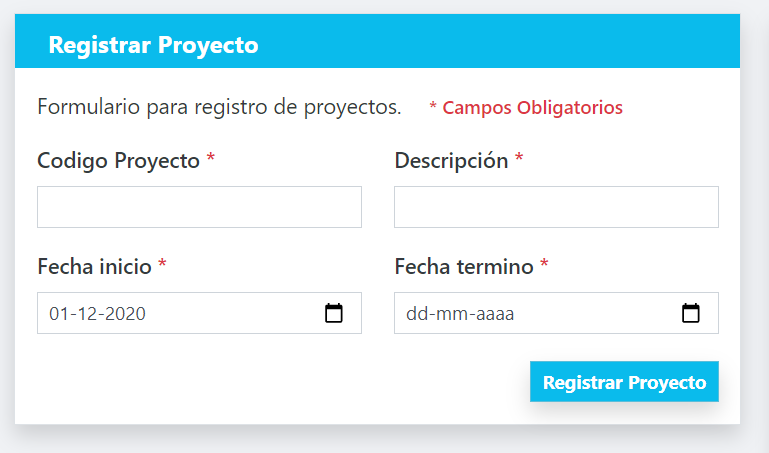 Registrar Proyecto
Formulario para registro de proyectos. * Campos Obligatorios
Codigo Proyecto * Descripción *
Fecha inicio * Fecha termino *
01-12-2020 dd-mm-aaaa
Registrar Proyecto